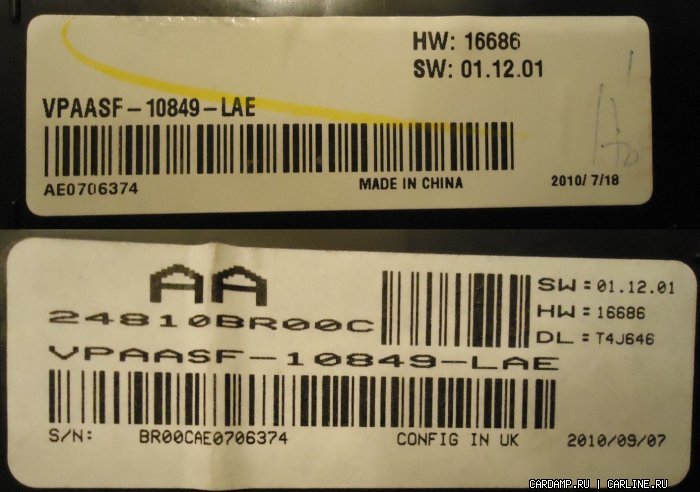 HW: 16686
SW: 01.12.01
VPAASF-10849-LAE
AE0706374 MADE IN CHINA 2010/ 7/18
AA
24810BR00C
SW:01.12.01
HW:16686
DL:T4J646
VPAASF-10849-LAE
S/N: BR00CAE0706374 CONFIG IN UK 2010/09/07
CARDAMP.RU | CARLINE.RU